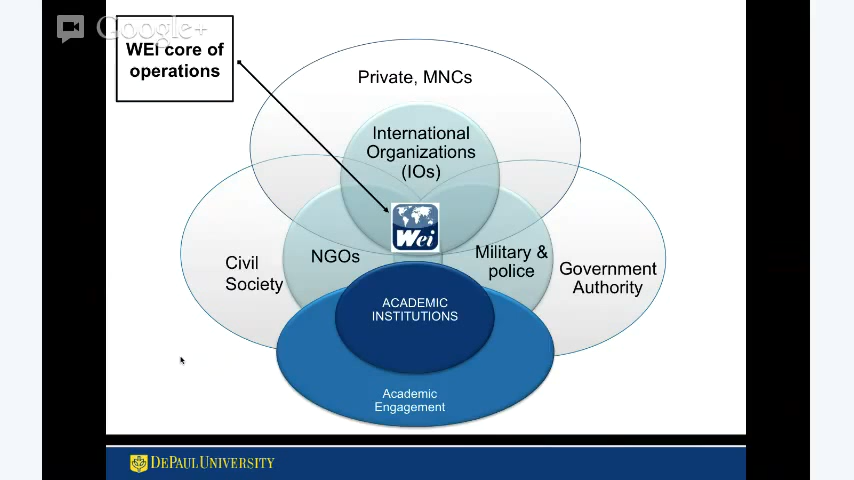 Google+
WEI core of
operations
Private, MNCs
International
Organizations
(IOs)
Wei
Civil
Society
NGOs
Military &
police
Government
Authority
ACADEMIC
INSTITUTIONS
Academic
Engagement
DEPAUL UNIVERSITY